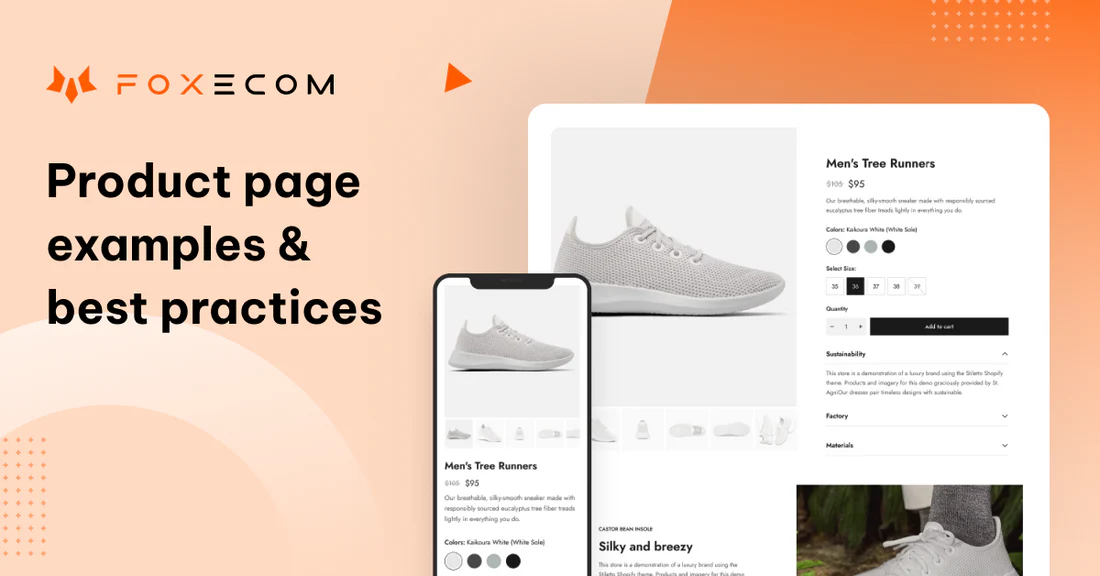 FOXECOM
Product page
examples &
best practices
Men's Tree Runners
$105 $95
Our breathable, silky-smooth sneaker made with responsibly sourced
eucalyptus tree fiber treads lightly in everything you do.
Colors: Kaikoura White (White Sole)
Select Size:
35 36 37 38 39
Quantity
− 1 + Add to cart
Sustainability
This store is a demonstration of a luxury brand using the Stiletto Shopify
theme. Products and imagery for this demo graciously provided by St.
Agni.Our dresses pair timeless designs with sustainable.
Factory
Materials
Men's Tree Runners
$105 $95
Our breathable, silky-smooth sneaker made with
responsibly sourced eucalyptus tree fiber treads
lightly in everything you do.
Colors: Kaikoura White (White Sole)
CASTOR BEAN INSOLE
Silky and breezy
This store is a demonstration of a luxury brand using the
Stiletto Shopify theme. Products and imagery for this demo